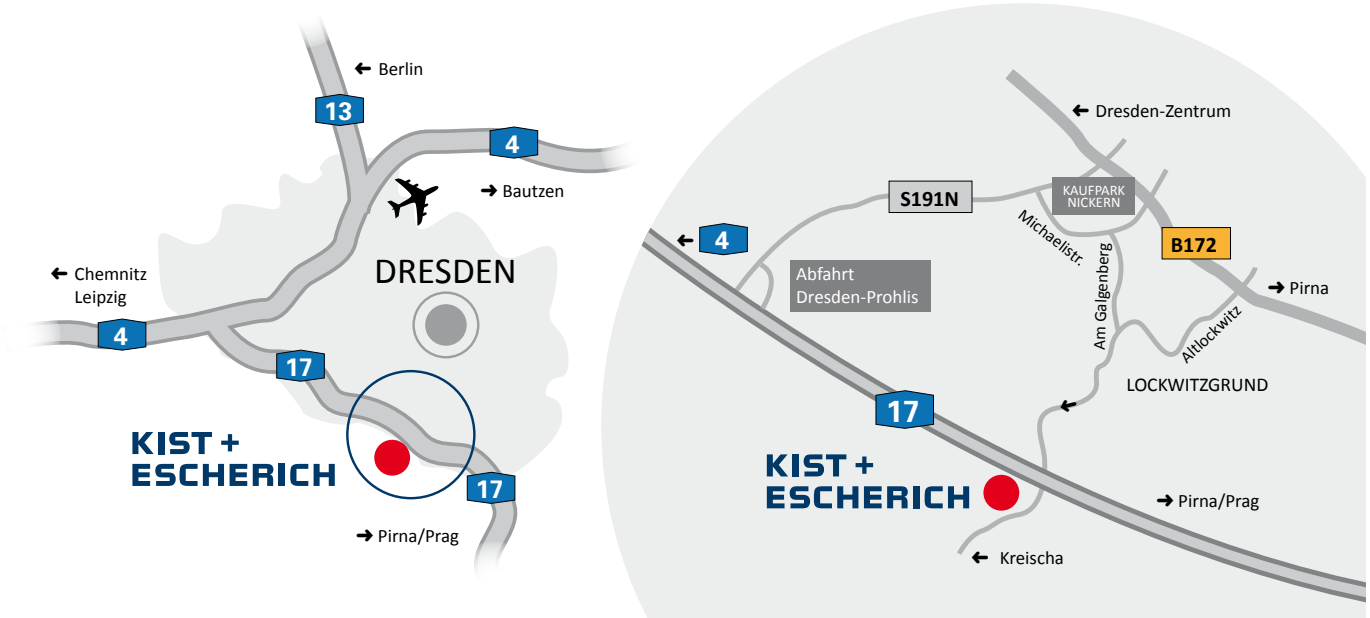 ← Berlin
13
4
→ Bautzen
← Chemnitz
Leipzig
DRESDEN
4
17
KIST +
ESCHERICH
17
→ Pirna/Prag
← Dresden-Zentrum
S191N
KAUFPARK
NICKERN
Michaelistr.
← 4
B172
Abfahrt
Dresden-Prohlis
Am Galgenberg
→ Pirna
Altlockwitz
LOCKWITZGRUND
17
KIST +
ESCHERICH
→ Pirna/Prag
← Kreischa